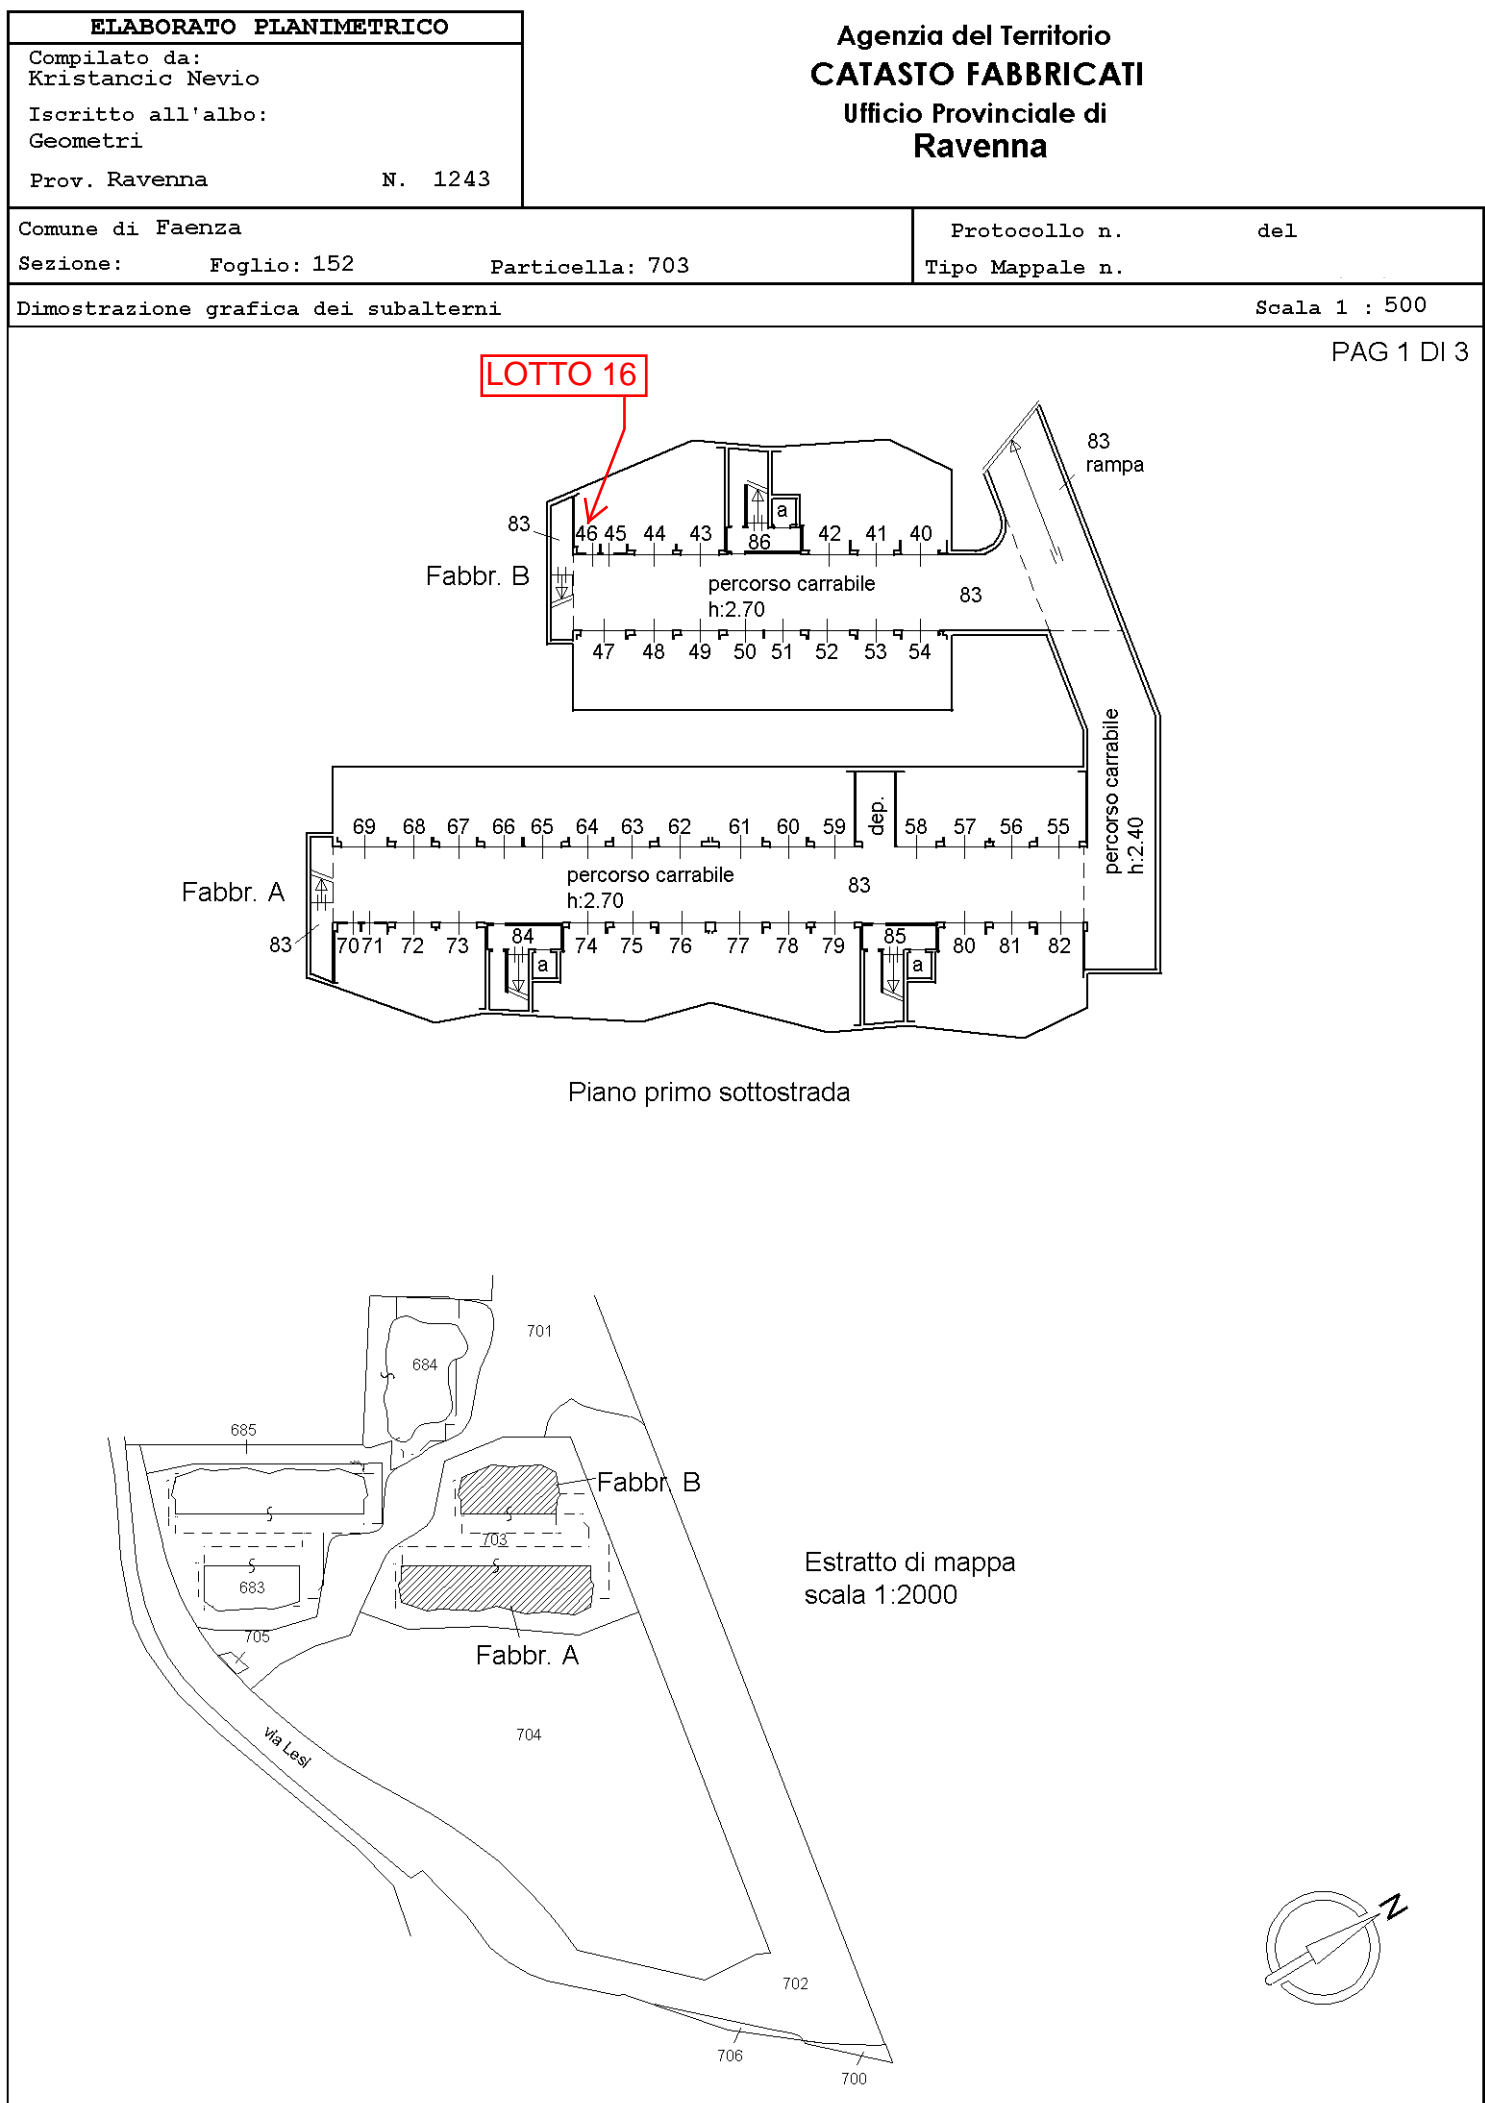 ELABORATO PLANIMETRICO
Compilato da:
Kristancic Nevio
Iscritto all'albo:
Geometri
Prov. Ravenna N. 1243
Agenzia del Territorio
CATASTO FABBRICATI
Ufficio Provinciale di
Ravenna
Comune di Faenza
Sezione: Foglio: 152 Particella: 703
Protocollo n. del
Tipo Mappale n.
Dimostrazione grafica dei subalterni
Scala 1 : 500
PAG 1 DI 3
LOTTO 16
83
rampa
83
46 45 44 43 86 a 42 41 40
Fabbr. B
percorso carrabile
h:2.70
83
47 48 49 50 51 52 53 54
percorso carrabile
h:2.40
69 68 67 66 65 64 63 62 61 60 59 dep. 58 57 56 55
Fabbr. A
percorso carrabile
h:2.70
83
83
70 71 72 73 84 a 74 75 76 77 78 79 85 a 80 81 82
Piano primo sottostrada
701
684
685
Fabbr. B
703
683
Estratto di mappa
scala 1:2000
705
Fabbr. A
704
via Lesi
N
702
706
700